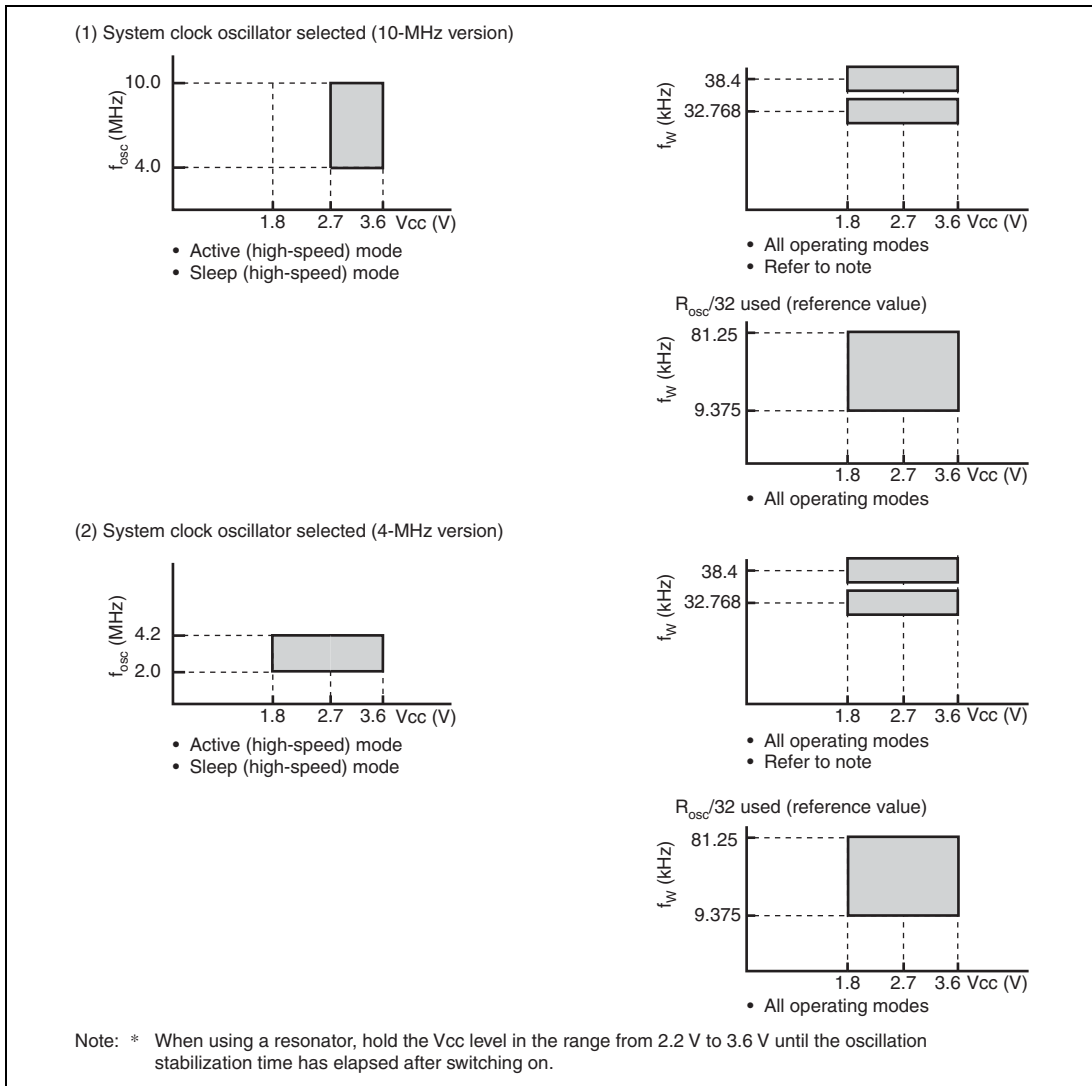 (1) System clock oscillator selected (10-MHz version)
10.0
4.0
fosc (MHz)
1.8 2.7 3.6 Vcc (V)
• Active (high-speed) mode
• Sleep (high-speed) mode
38.4
32.768
fW (kHz)
1.8 2.7 3.6 Vcc (V)
• All operating modes
• Refer to note
Rosc/32 used (reference value)
81.25
9.375
fW (kHz)
1.8 2.7 3.6 Vcc (V)
• All operating modes
(2) System clock oscillator selected (4-MHz version)
4.2
2.0
fosc (MHz)
1.8 2.7 3.6 Vcc (V)
• Active (high-speed) mode
• Sleep (high-speed) mode
38.4
32.768
fW (kHz)
1.8 2.7 3.6 Vcc (V)
• All operating modes
• Refer to note
Rosc/32 used (reference value)
81.25
9.375
fW (kHz)
1.8 2.7 3.6 Vcc (V)
• All operating modes
Note: * When using a resonator, hold the Vcc level in the range from 2.2 V to 3.6 V until the oscillation
stabilization time has elapsed after switching on.